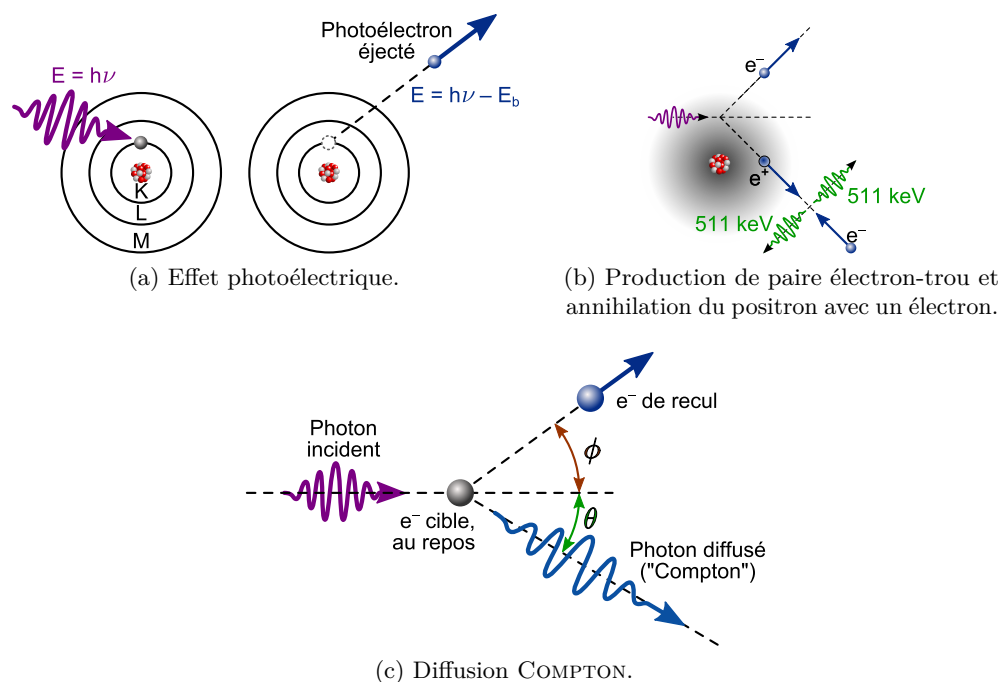 Photoélectron
éjecté
E = hν
E = hν – E_b
K
L
M
(a) Effet photoélectrique.
e⁻
e⁺
511 keV
511 keV
e⁻
(b) Production de paire électron-trou et
annihilation du positron avec un électron.
Photon
incident
e⁻ de recul
ϕ
θ
e⁻ cible,
au repos
Photon diffusé
("Compton")
(c) Diffusion COMPTON.